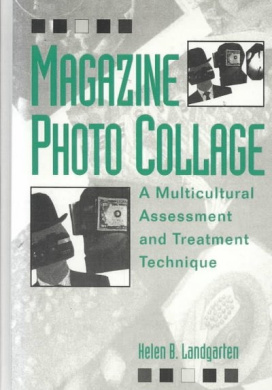 MAGAZINE
PHOTO COLLAGE
A Multicultural
Assessment
and Treatment
Technique
Helen B. Landgarten